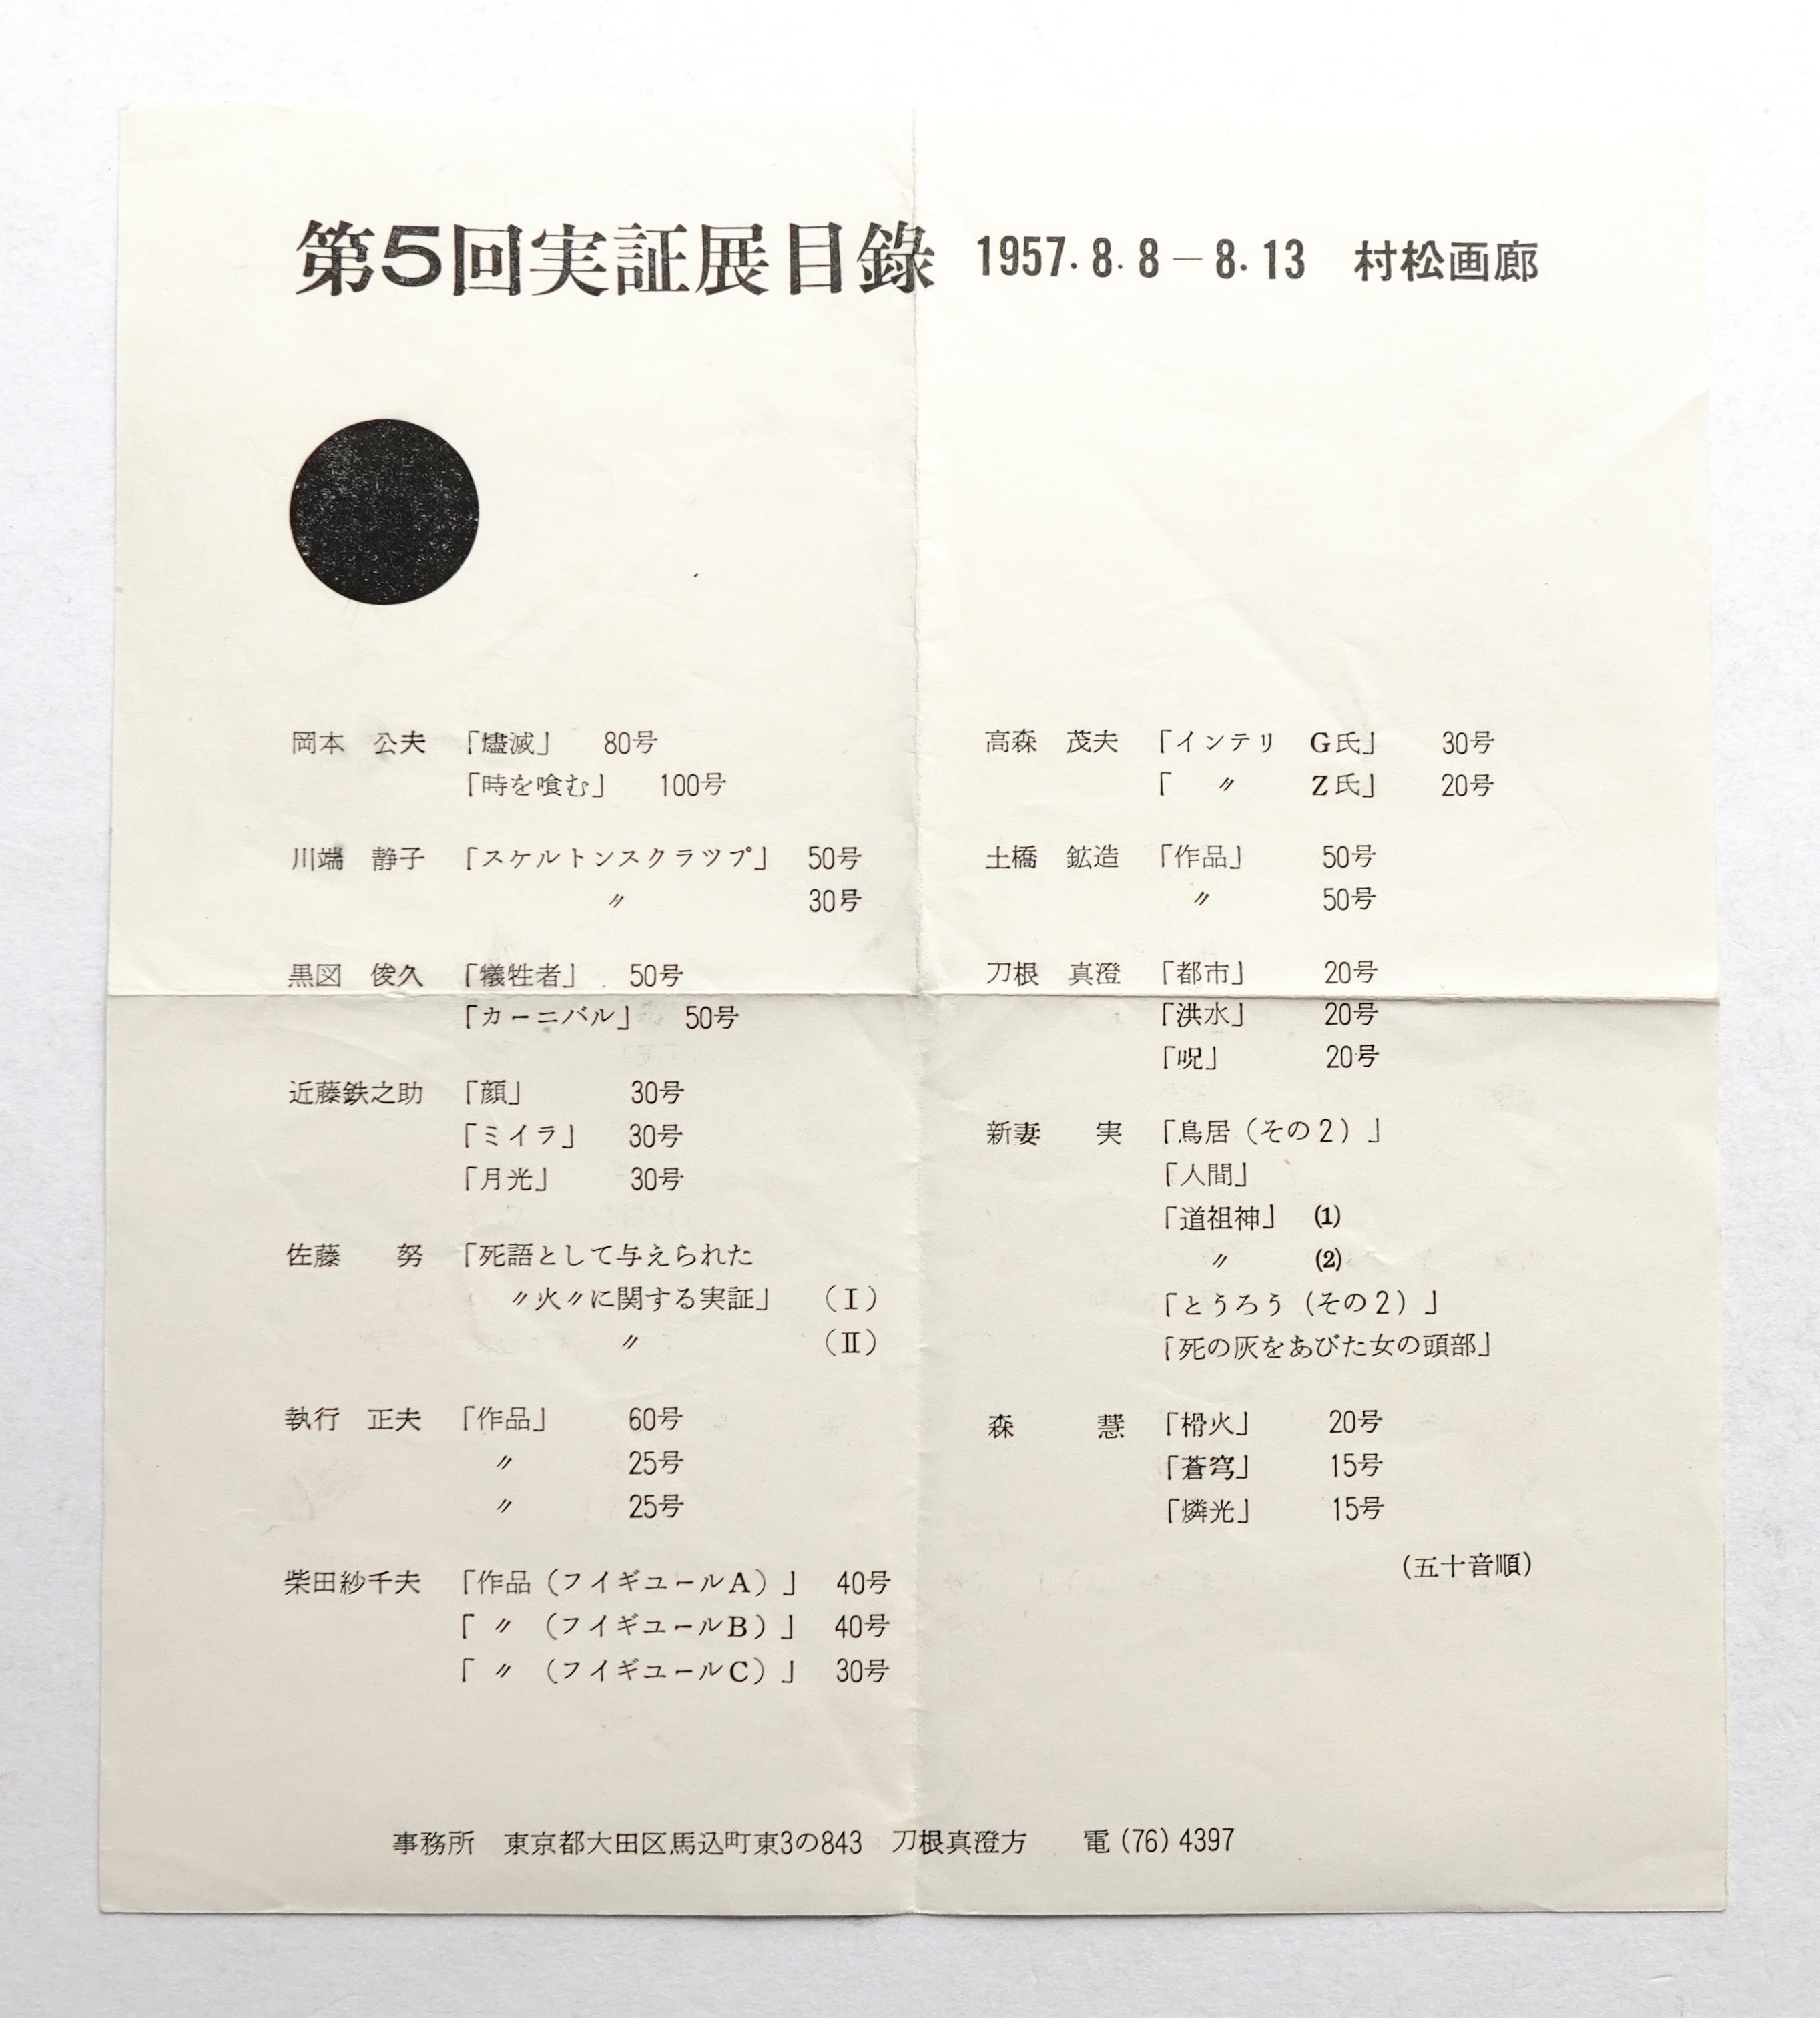 第5回実証展目錄 1957.8.8－8.13 村松画廊
岡本 公夫 「燼滅」 80号
「時を喰む」 100号
川端 静子 「スケルトンスクラツプ」 50号
〃 30号
黒図 俊久 「犠牲者」 50号
「カーニバル」 50号
近藤鉄之助 「顔」 30号
「ミイラ」 30号
「月光」 30号
佐藤 努 「死語として与えられた
〃火〃に関する実証」 （Ⅰ）
〃 （Ⅱ）
執行 正夫 「作品」 60号
〃 25号
〃 25号
柴田紗千夫 「作品（フイギユールA）」 40号
「 〃 （フイギユールB）」 40号
「 〃 （フイギユールC）」 30号
高森 茂夫 「インテリ G氏」 30号
「 〃 Z氏」 20号
土橋 鉱造 「作品」 50号
〃 50号
刀根 真澄 「都市」 20号
「洪水」 20号
「呪」 20号
新妻 実 「鳥居（その2）」
「人間」
「道祖神」 (1)
〃 (2)
「とうろう（その2）」
「死の灰をあびた女の頭部」
森 慧 「榾火」 20号
「蒼穹」 15号
「燐光」 15号
（五十音順）
事務所 東京都大田区馬込町東3の843 刀根真澄方 電（76）4397